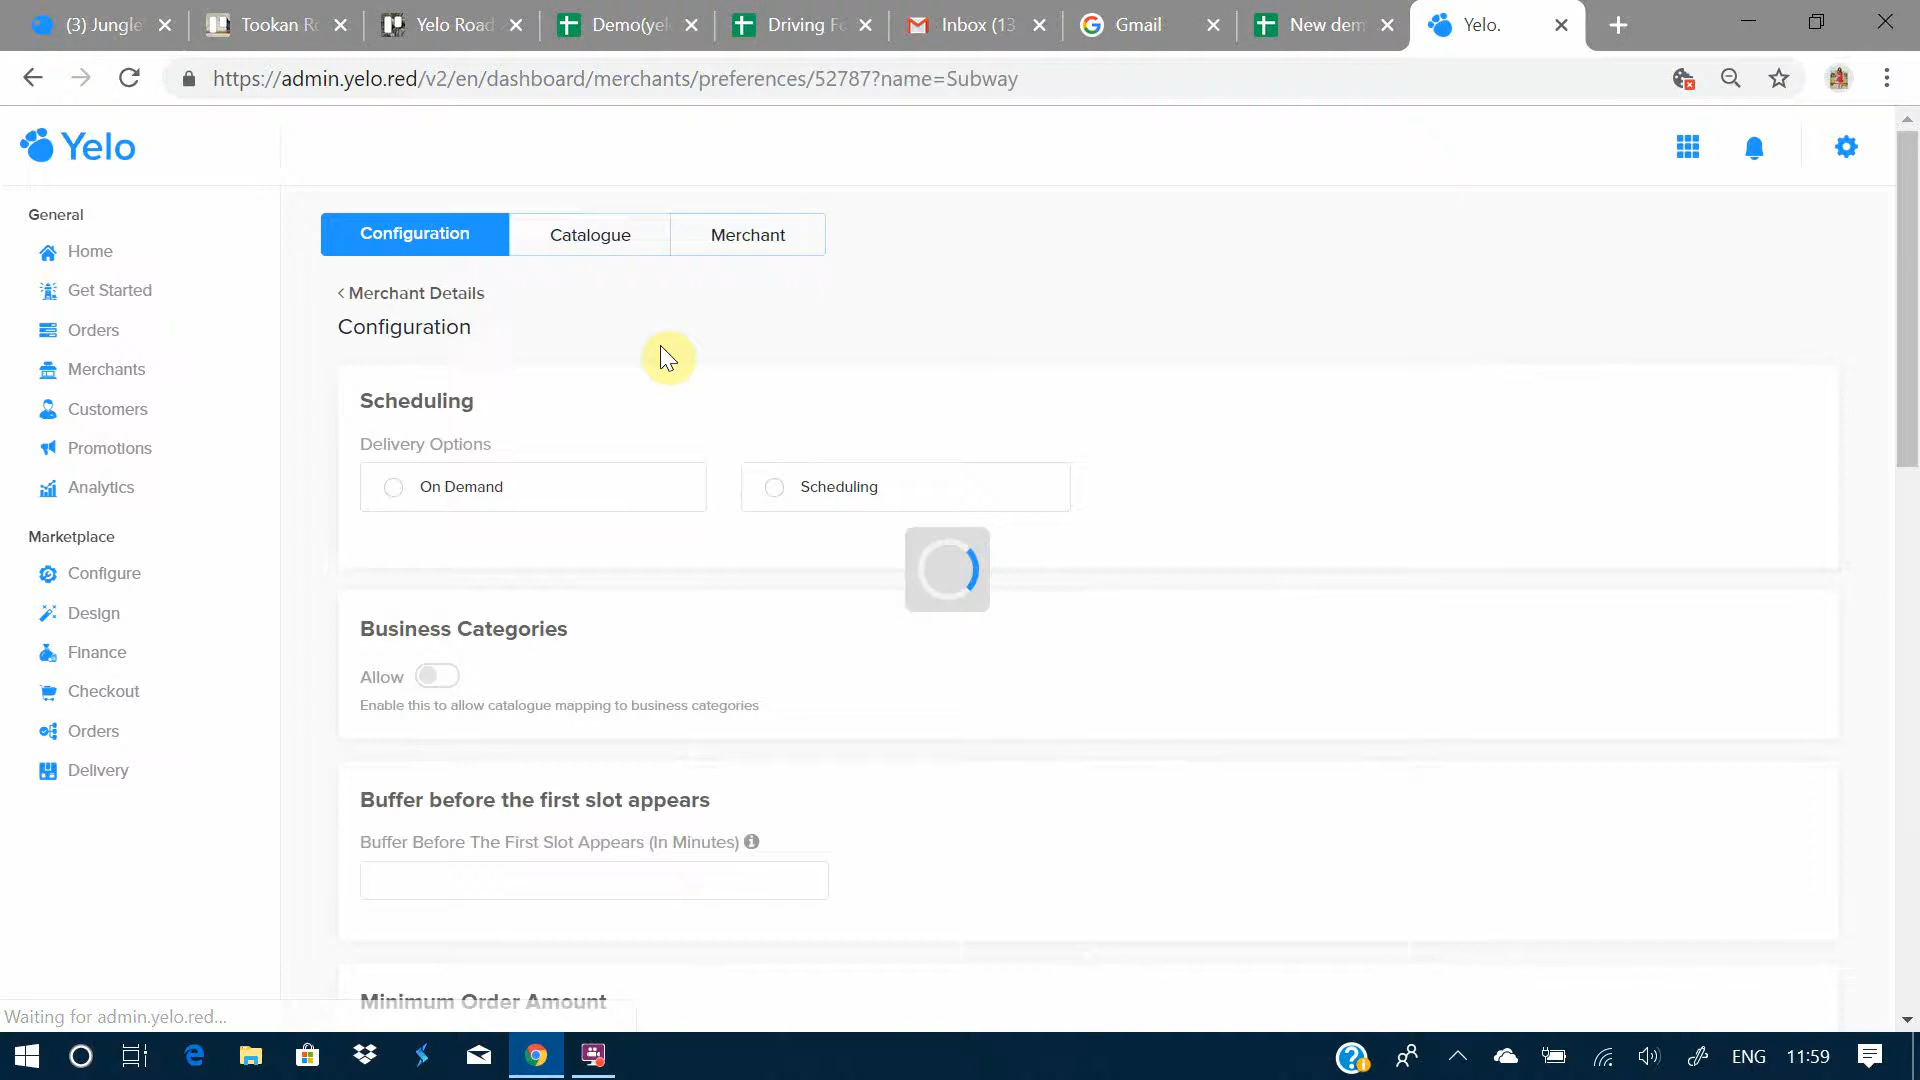 (3) Jungle
Tookan R
Yelo Road
Demo(yel
Driving F
Inbox (13
Gmail
New dem
Yelo.
https://admin.yelo.red/v2/en/dashboard/merchants/preferences/52787?name=Subway
Yelo
General
Home
Get Started
Orders
Merchants
Customers
Promotions
Analytics
Marketplace
Configure
Design
Finance
Checkout
Orders
Delivery
Configuration
Catalogue
Merchant
< Merchant Details
Configuration
Scheduling
Delivery Options
On Demand
Scheduling
Business Categories
Allow
Enable this to allow catalogue mapping to business categories
Buffer before the first slot appears
Buffer Before The First Slot Appears (In Minutes)
Minimum Order Amount
Waiting for admin.yelo.red...
ENG
11:59